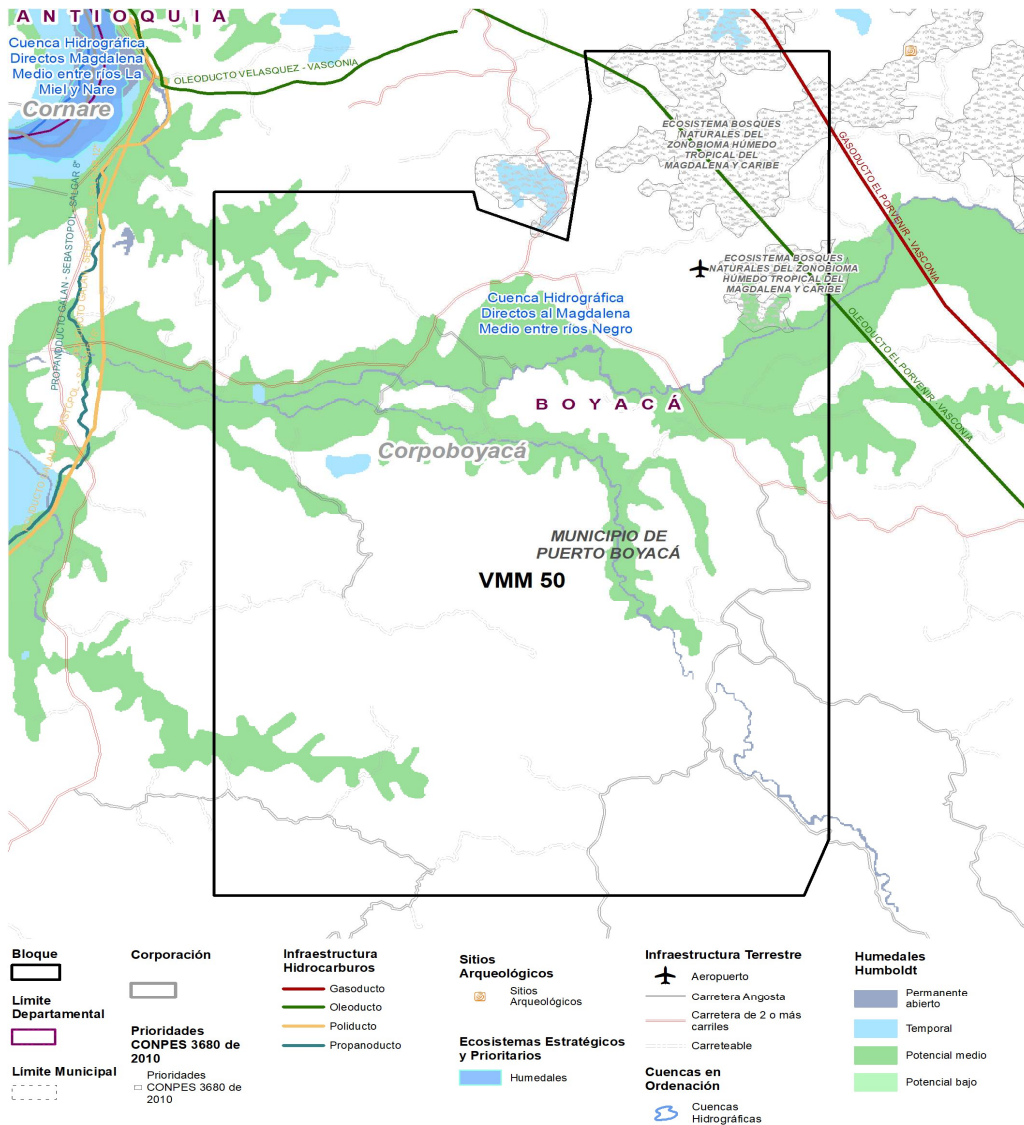 ANTIOQUIA
Cuenca Hidrográfica
Directos Magdalena
Medio entre ríos La
Miel y Nare
Cornare
OLEODUCTO VELASQUEZ - VASCONIA
ECOSISTEMA BOSQUES
NATURALES DEL
ZONOBIOMA HÚMEDO
TROPICAL DEL
MAGDALENA Y CARIBE
GASODUCTO EL PORVENIR - VASCONIA
PROPANODUCTO GALAN - SEBASTOPOL - SALGAR 8"
ECOSISTEMA BOSQUES
NATURALES DEL ZONOBIOMA
HÚMEDO TROPICAL DEL
MAGDALENA Y CARIBE
Cuenca Hidrográfica
Directos al Magdalena
Medio entre ríos Negro
OLEODUCTO EL PORVENIR - VASCONIA
BOYACÁ
Corpoboyacá
MUNICIPIO DE
PUERTO BOYACÁ
VMM 50
Bloque
Límite
Departamental
Límite Municipal
Corporación
Prioridades
CONPES 3680 de
2010
Prioridades
CONPES 3680 de
2010
Infraestructura
Hidrocarburos
Gasoducto
Oleoducto
Poliducto
Propanoducto
Sitios
Arqueológicos
Sitios
Arqueológicos
Ecosistemas Estratégicos
y Prioritarios
Humedales
Infraestructura Terrestre
Aeropuerto
Carretera Angosta
Carretera de 2 o más
carriles
Carreteable
Cuencas en
Ordenación
Cuencas
Hidrográficas
Humedales
Humboldt
Permanente
abierto
Temporal
Potencial medio
Potencial bajo